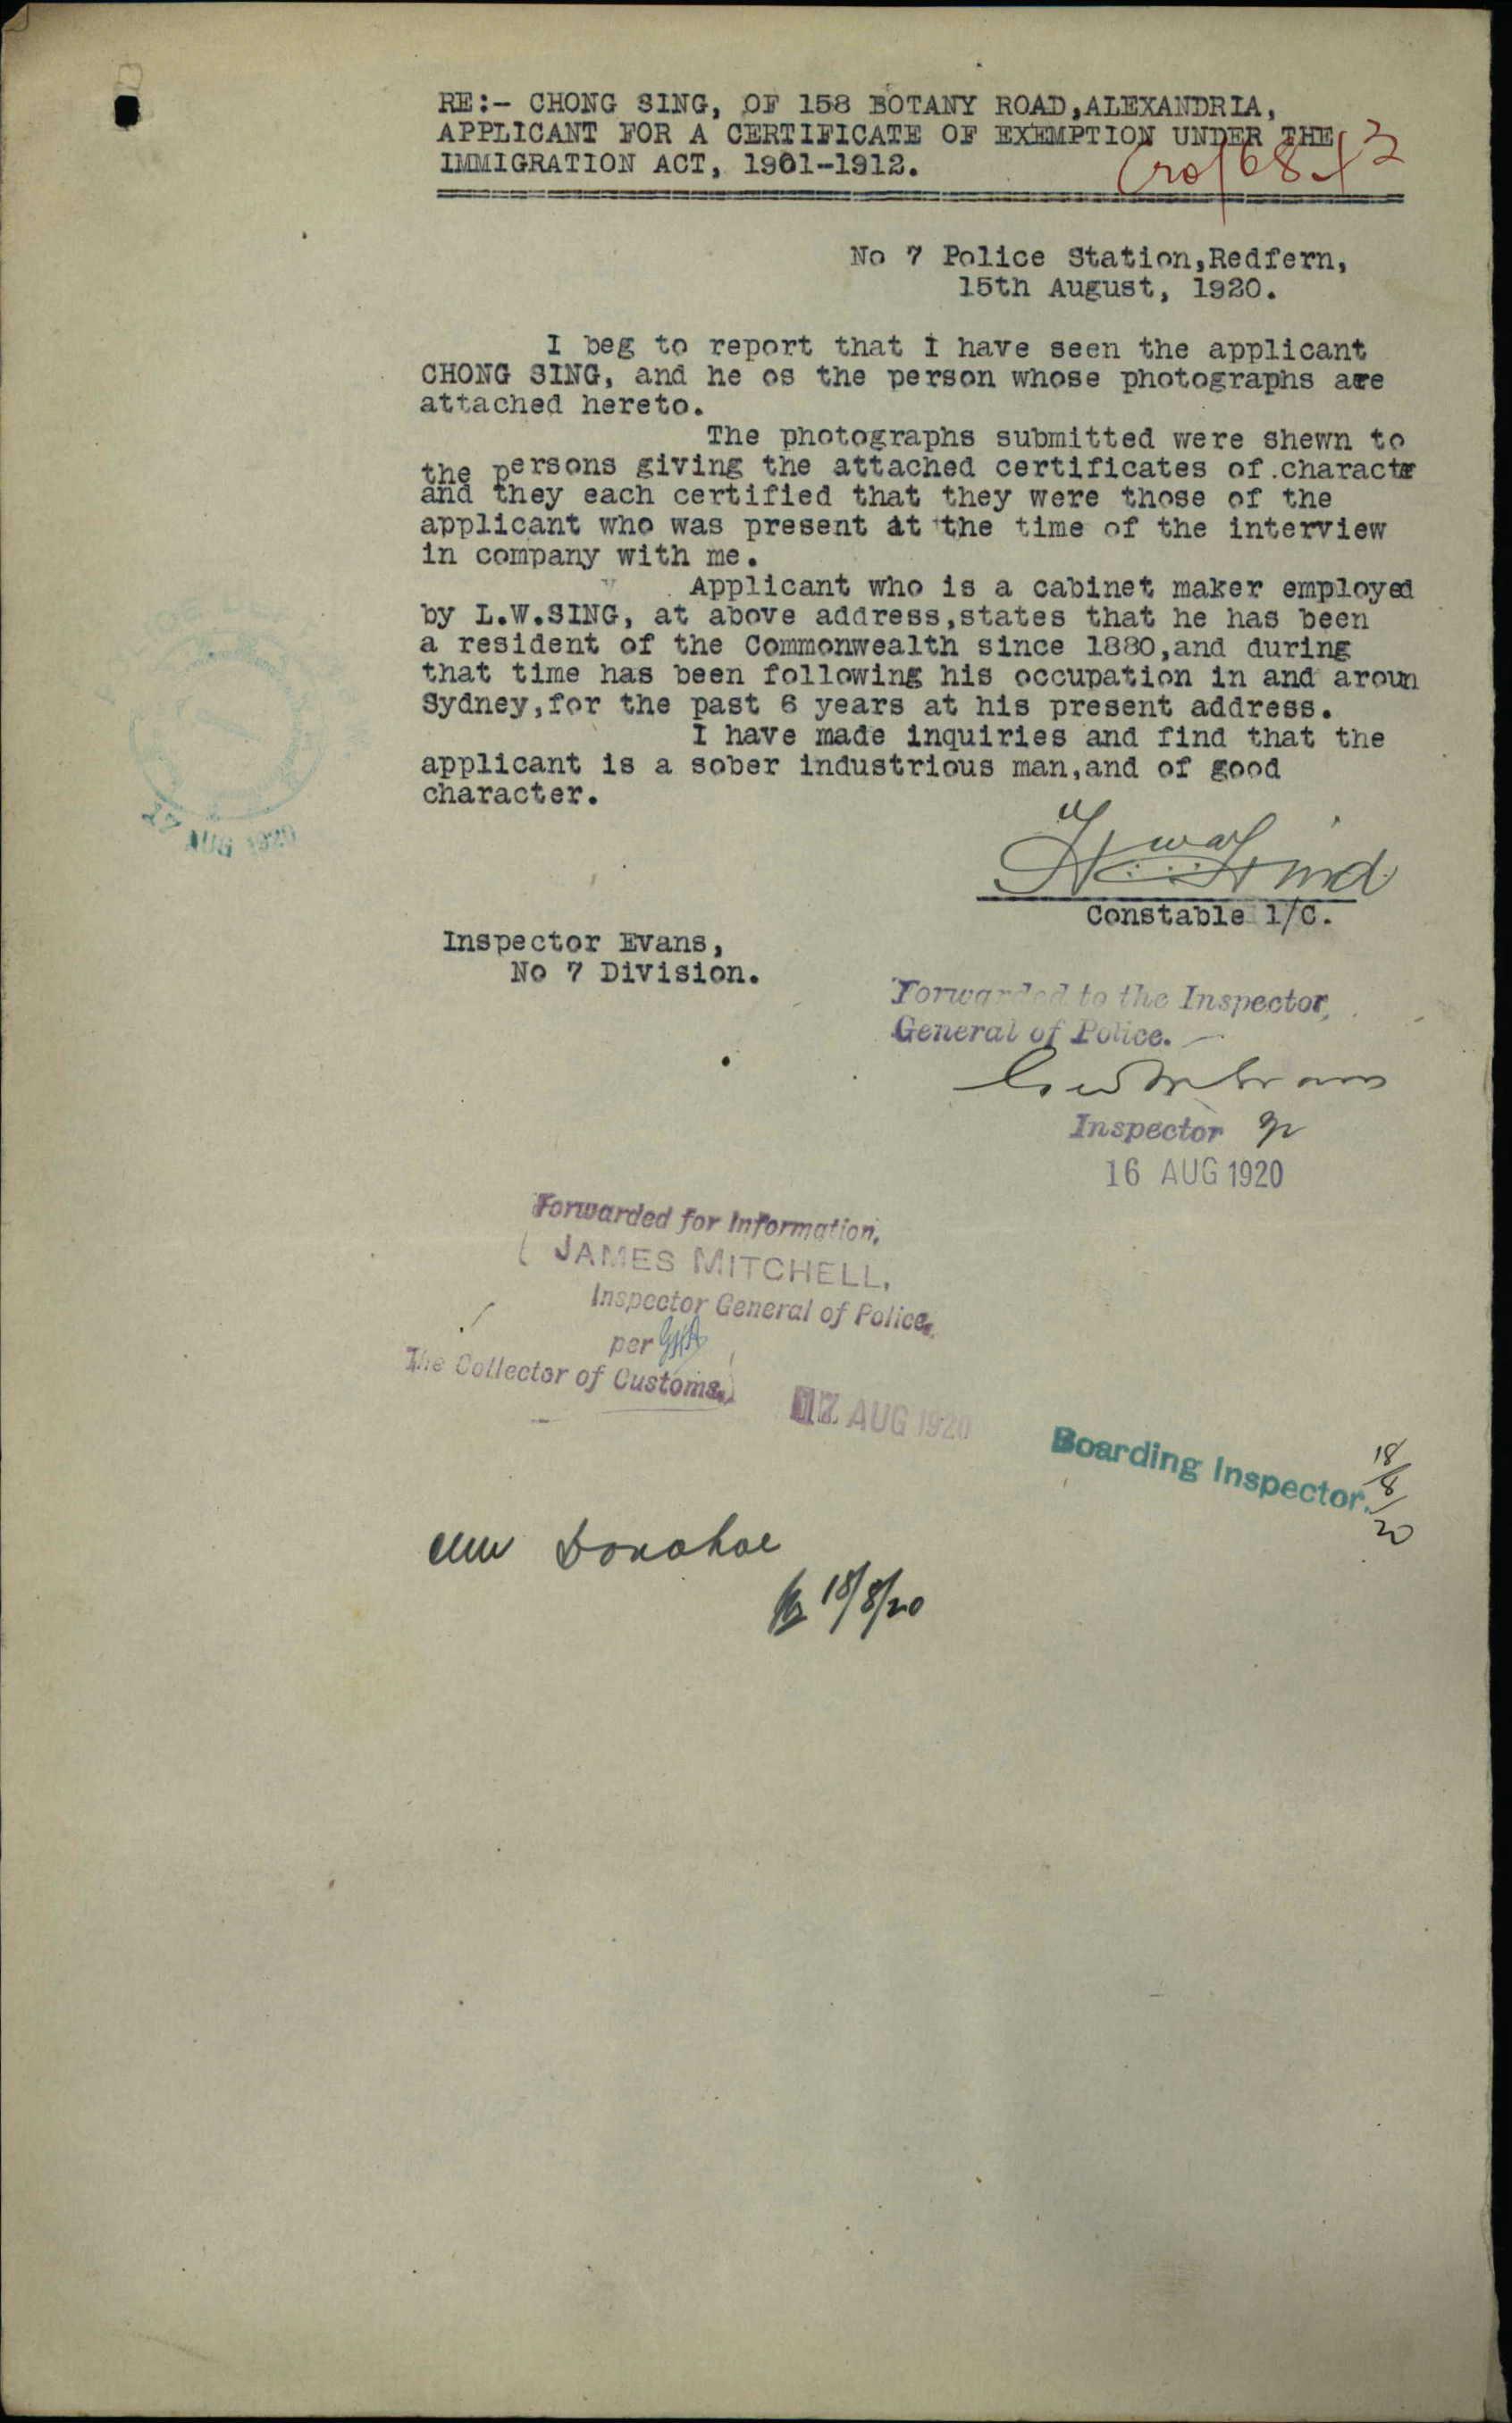 RE:- CHONG SING, OF 158 BOTANY ROAD,ALEXANDRIA,
APPLICANT FOR A CERTIFICATE OF EXEMPTION UNDER THE
IMMIGRATION ACT, 1901-1912.
No 7 Police Station,Redfern,
15th August, 1920.
I beg to report that I have seen the applicant
CHONG SING, and he os the person whose photographs are
attached hereto.
The photographs submitted were shewn to
the persons giving the attached certificates of.characte
and they each certified that they were those of the
applicant who was present at the time of the interview
in company with me.
Applicant who is a cabinet maker employed
by L.W.SING, at above address,states that he has been
a resident of the Commonwealth since 1880,and during
that time has been following his occupation in and aroun
Sydney,for the past 6 years at his present address.
I have made inquiries and find that the
applicant is a sober industrious man,and of good
character.
AUG 1920
Constable 1/C.
Inspector Evans,
No 7 Division.
Forwarded to the Inspector,
General of Police.
Inspector
16 AUG 1920
Forwarded for Information.
JAMES MITCHELL,
Inspector General of Police.
per
The Collector of Customs.
17 AUG 1920
Boarding Inspector.
18/8/20
Donohoe
18/8/20